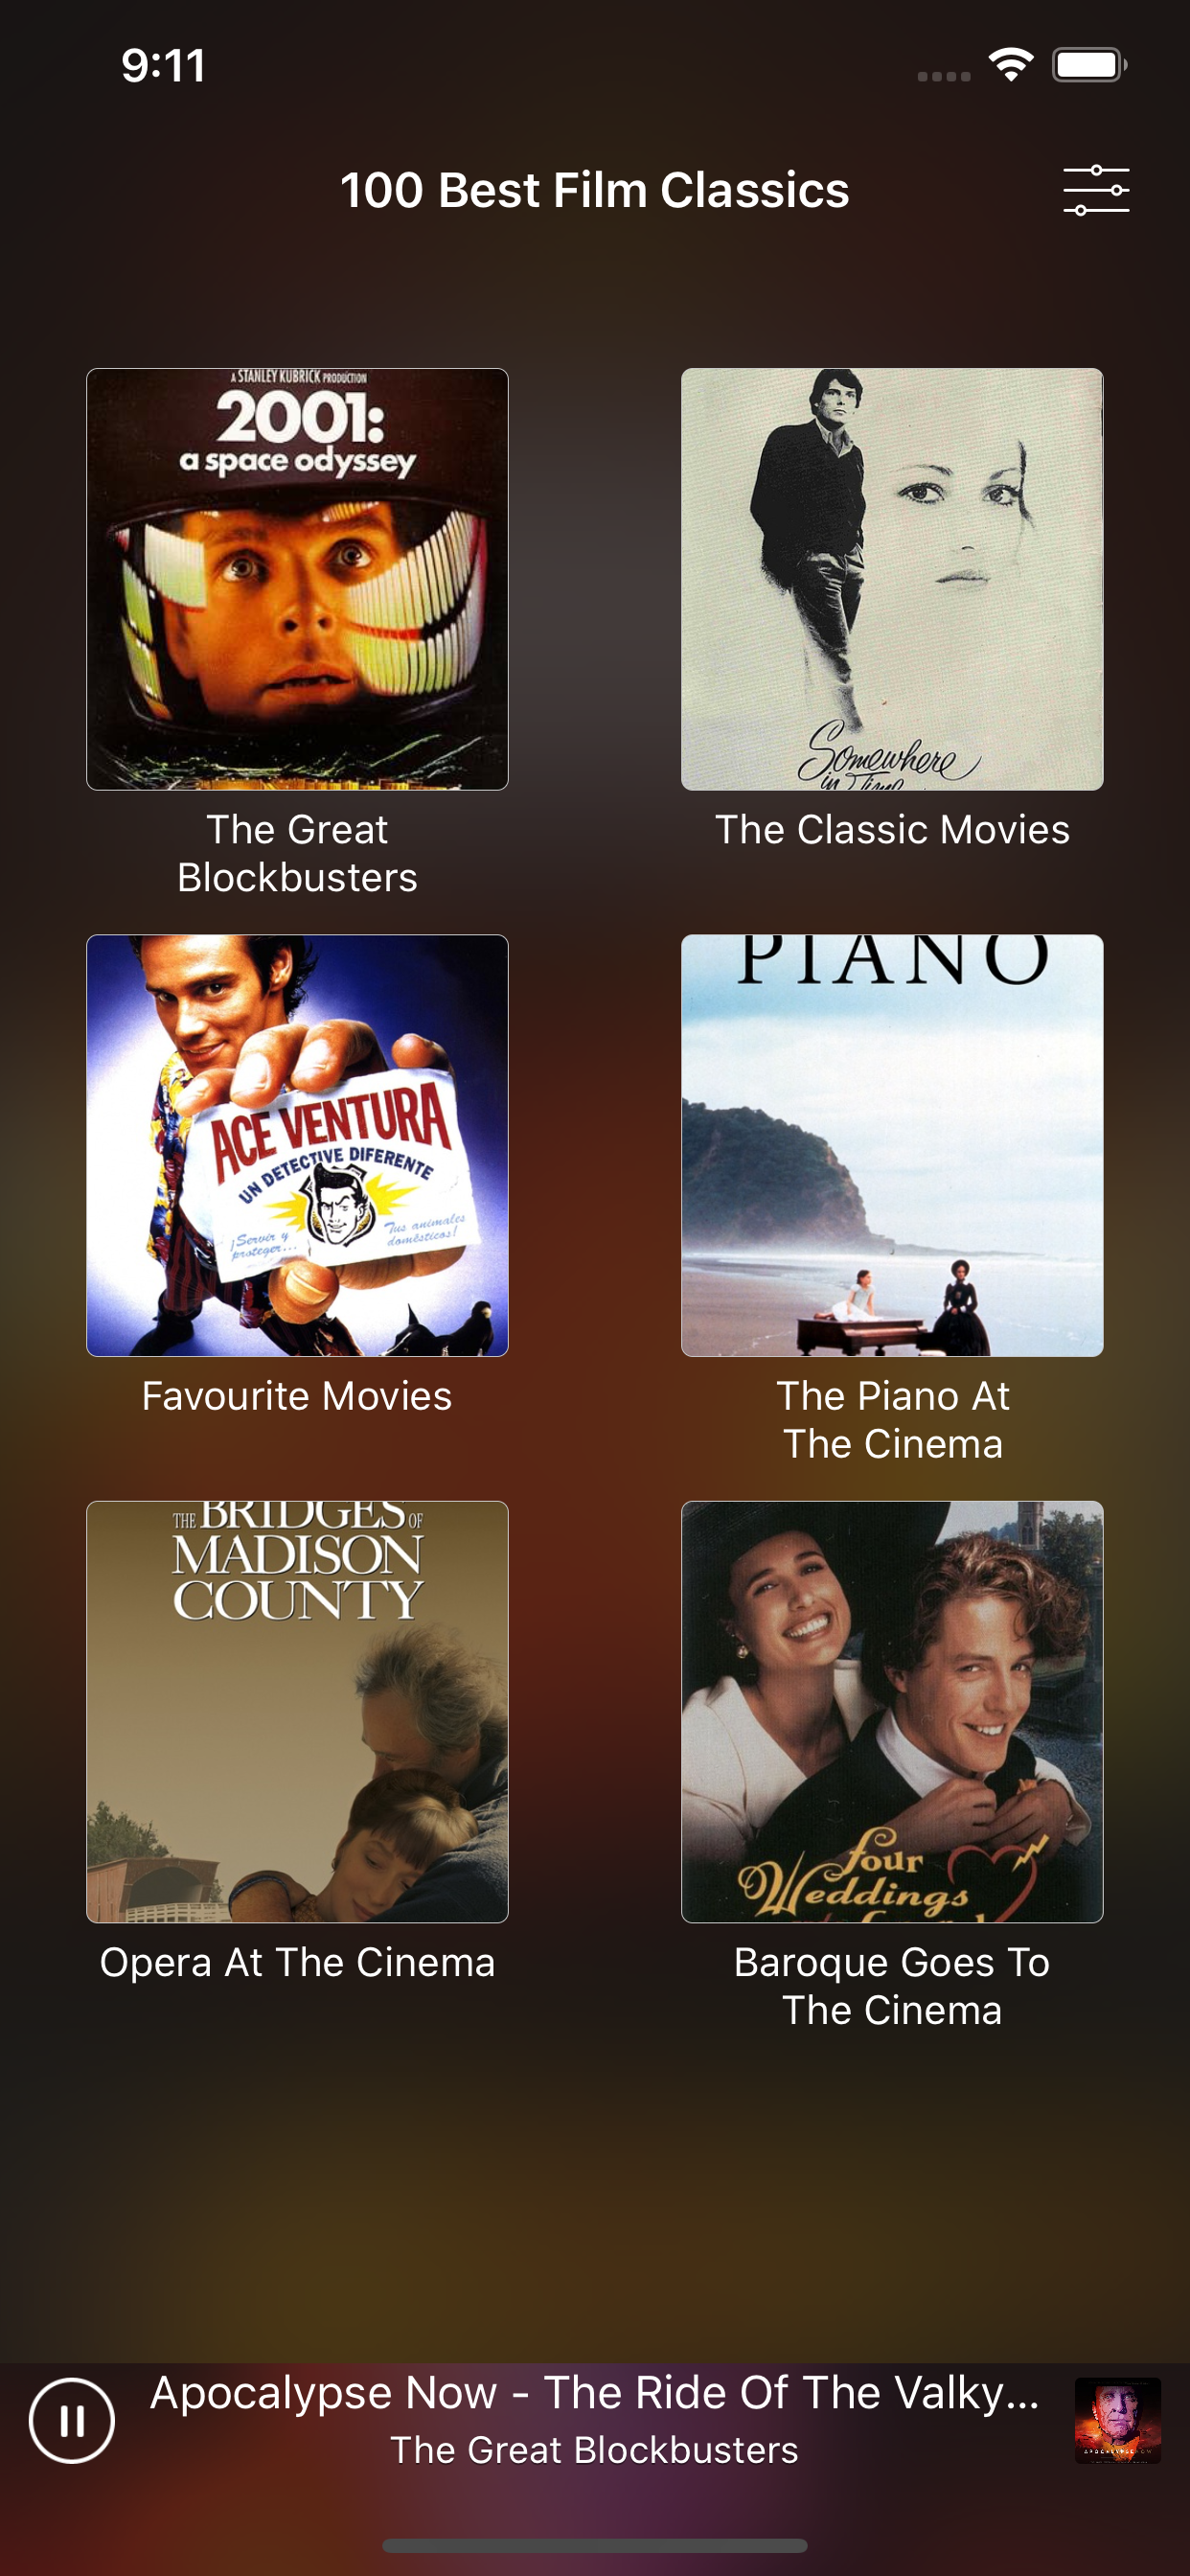 9:11
100 Best Film Classics
A STANLEY KUBRICK PRODUCTION
2001:
a space odyssey
Somewhere
in Time
The Great
Blockbusters
The Classic Movies
ACE VENTURA
UN DETECTIVE DIFERENTE
¡Servir y
proteger...
Tus animales
domésticos!
PIANO
Favourite Movies
The Piano At
The Cinema
THE BRIDGES OF
MADISON
COUNTY
four
Weddings
Opera At The Cinema
Baroque Goes To
The Cinema
Apocalypse Now - The Ride Of The Valky...
The Great Blockbusters
APOCALYPSE NOW